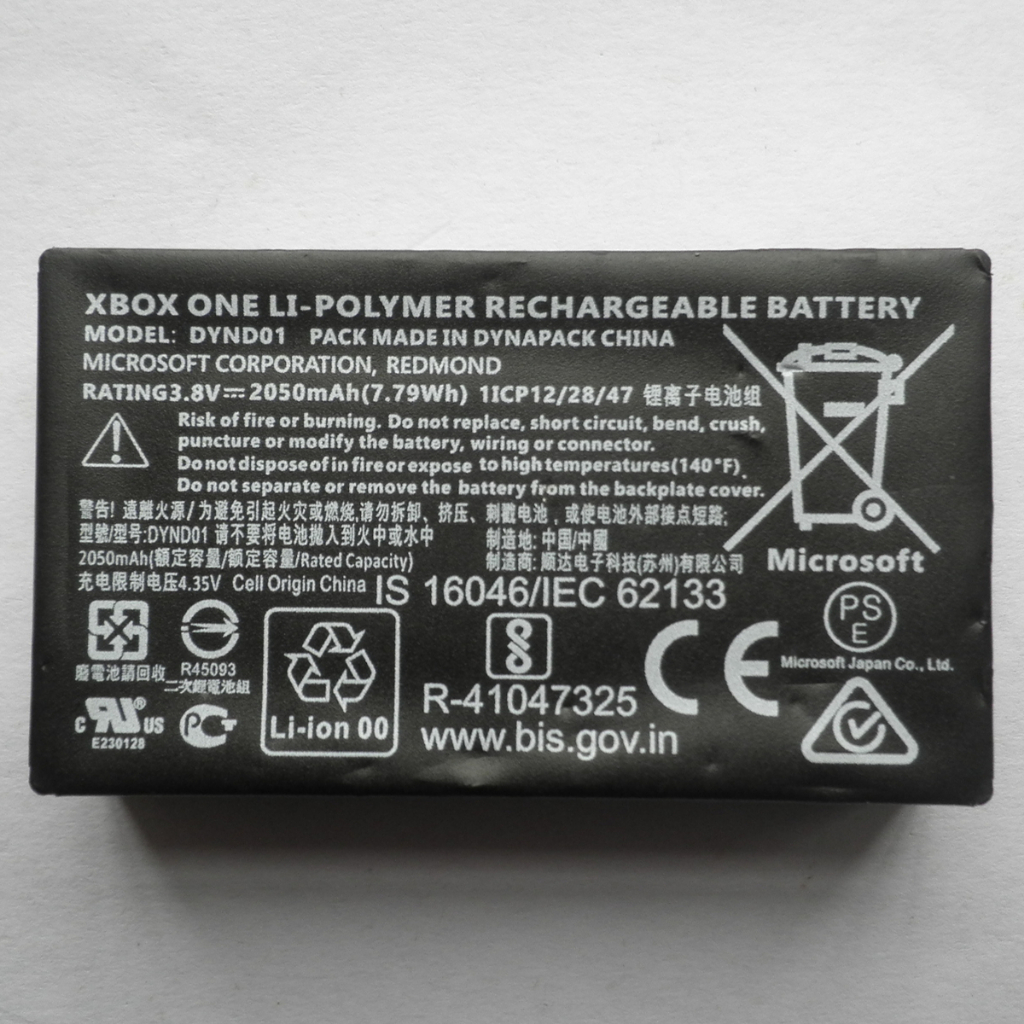 XBOX ONE LI-POLYMER RECHARGEABLE BATTERY
MODEL: DYND01 PACK MADE IN DYNAPACK CHINA
MICROSOFT CORPORATION, REDMOND
RATING3.8V⎓2050mAh(7.79Wh) 1ICP12/28/47 锂离子电池组
Risk of fire or burning. Do not replace, short circuit, bend, crush,
puncture or modify the battery, wiring or connector.
Do not dispose of in fire or expose to high temperatures(140°F).
Do not separate or remove the battery from the backplate cover.
警告! 遠離火源/为避免引起火灾或燃烧,请勿拆卸、挤压、刺戳电池,或使电池外部接点短路;
型號/型号:DYND01 请不要将电池拋入到火中或水中 制造地: 中国/中國
2050mAh(額定容量/额定容量/Rated Capacity) 制造商: 顺达电子科技(苏州)有限公司
充电限制电压4.35V Cell Origin China IS 16046/IEC 62133
Microsoft
PS
E
Microsoft Japan Co., Ltd.
廢電池請回收
R45093
二次鋰電池組
Li-ion 00
R-41047325
www.bis.gov.in
CE
c RU ® US
E230128
PCT